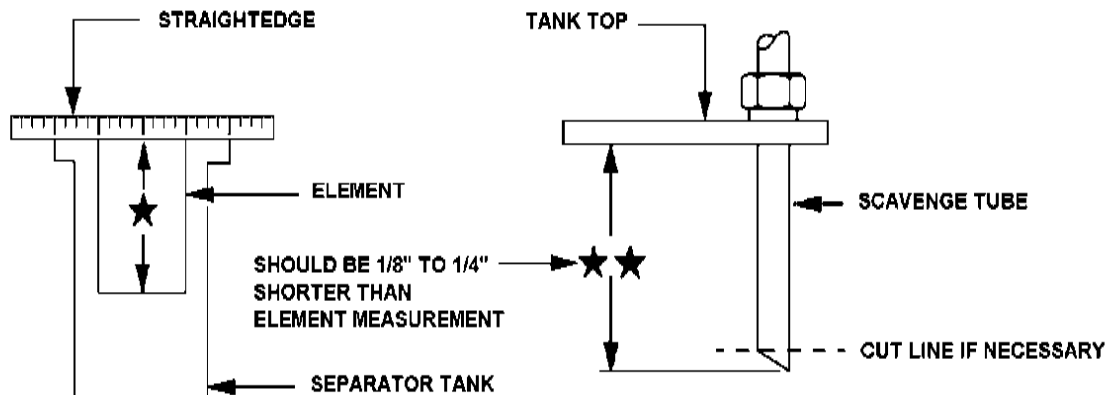 STRAIGHTEDGE
TANK TOP
ELEMENT
SCAVENGE TUBE
SHOULD BE 1/8" TO 1/4"
SHORTER THAN
ELEMENT MEASUREMENT
CUT LINE IF NECESSARY
SEPARATOR TANK